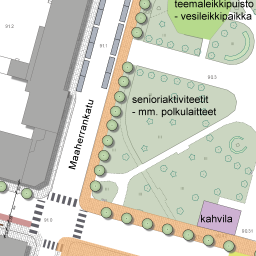 teemaleikkipuisto
- vesileikkipaikka
senioriaktiviteetit
- mm. polkulaitteet
Maaherrankatu
kahvila